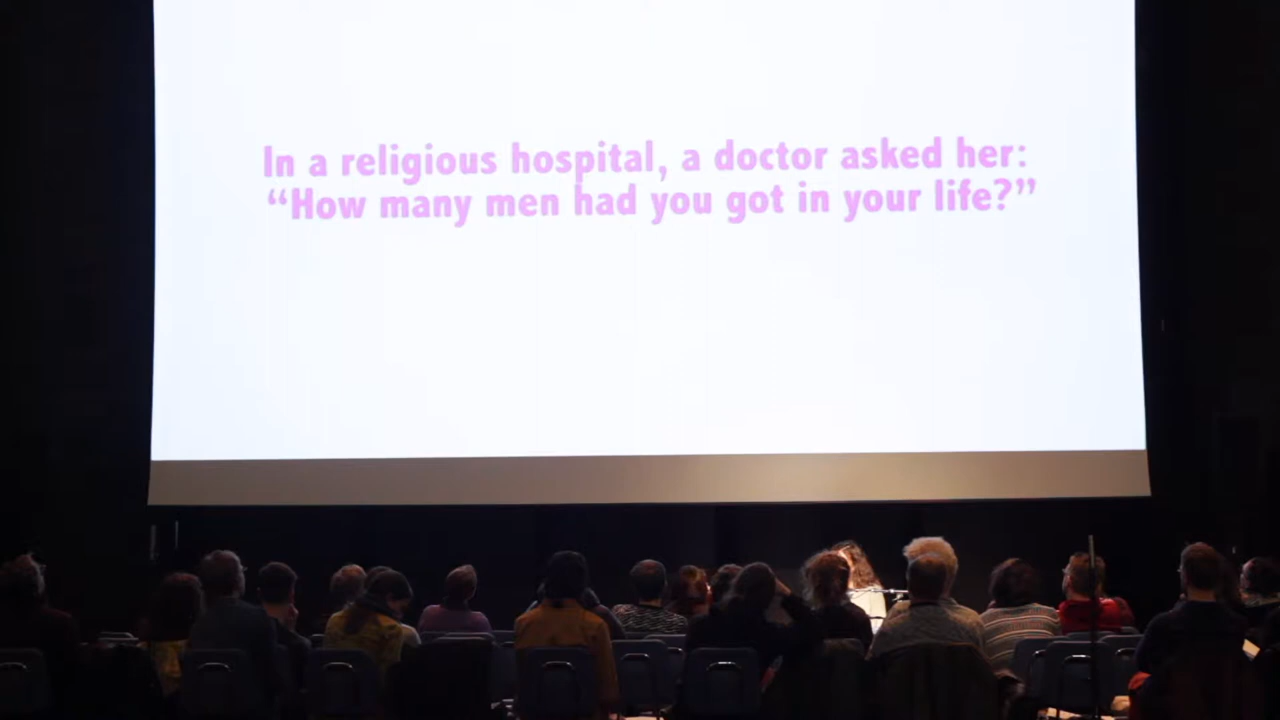 In a religious hospital, a doctor asked her:
“How many men had you got in your life?”